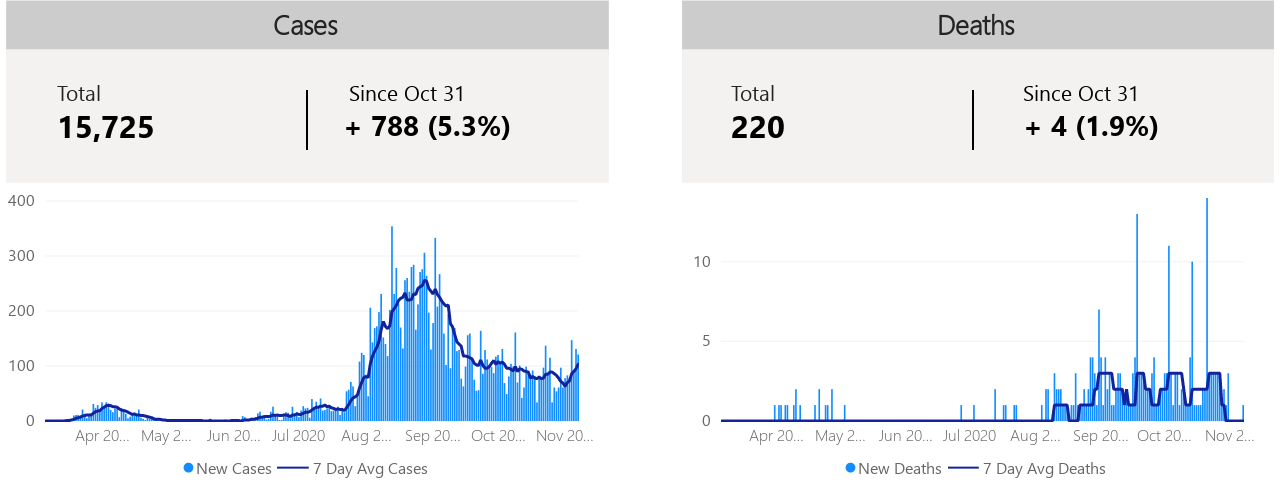 Cases
Total
Since Oct 31
15,725
+ 788 (5.3%)
400
300
200
100
0
Apr 20...
May 2...
Jun 20...
Jul 2020
Aug 2...
Sep 20...
Oct 20...
Nov 20...
New Cases
7 Day Avg Cases
Deaths
Total
Since Oct 31
220
+ 4 (1.9%)
10
5
0
Apr 20...
May 2...
Jun 20...
Jul 2020
Aug 2...
Sep 20...
Oct 20...
Nov 2...
New Deaths
7 Day Avg Deaths